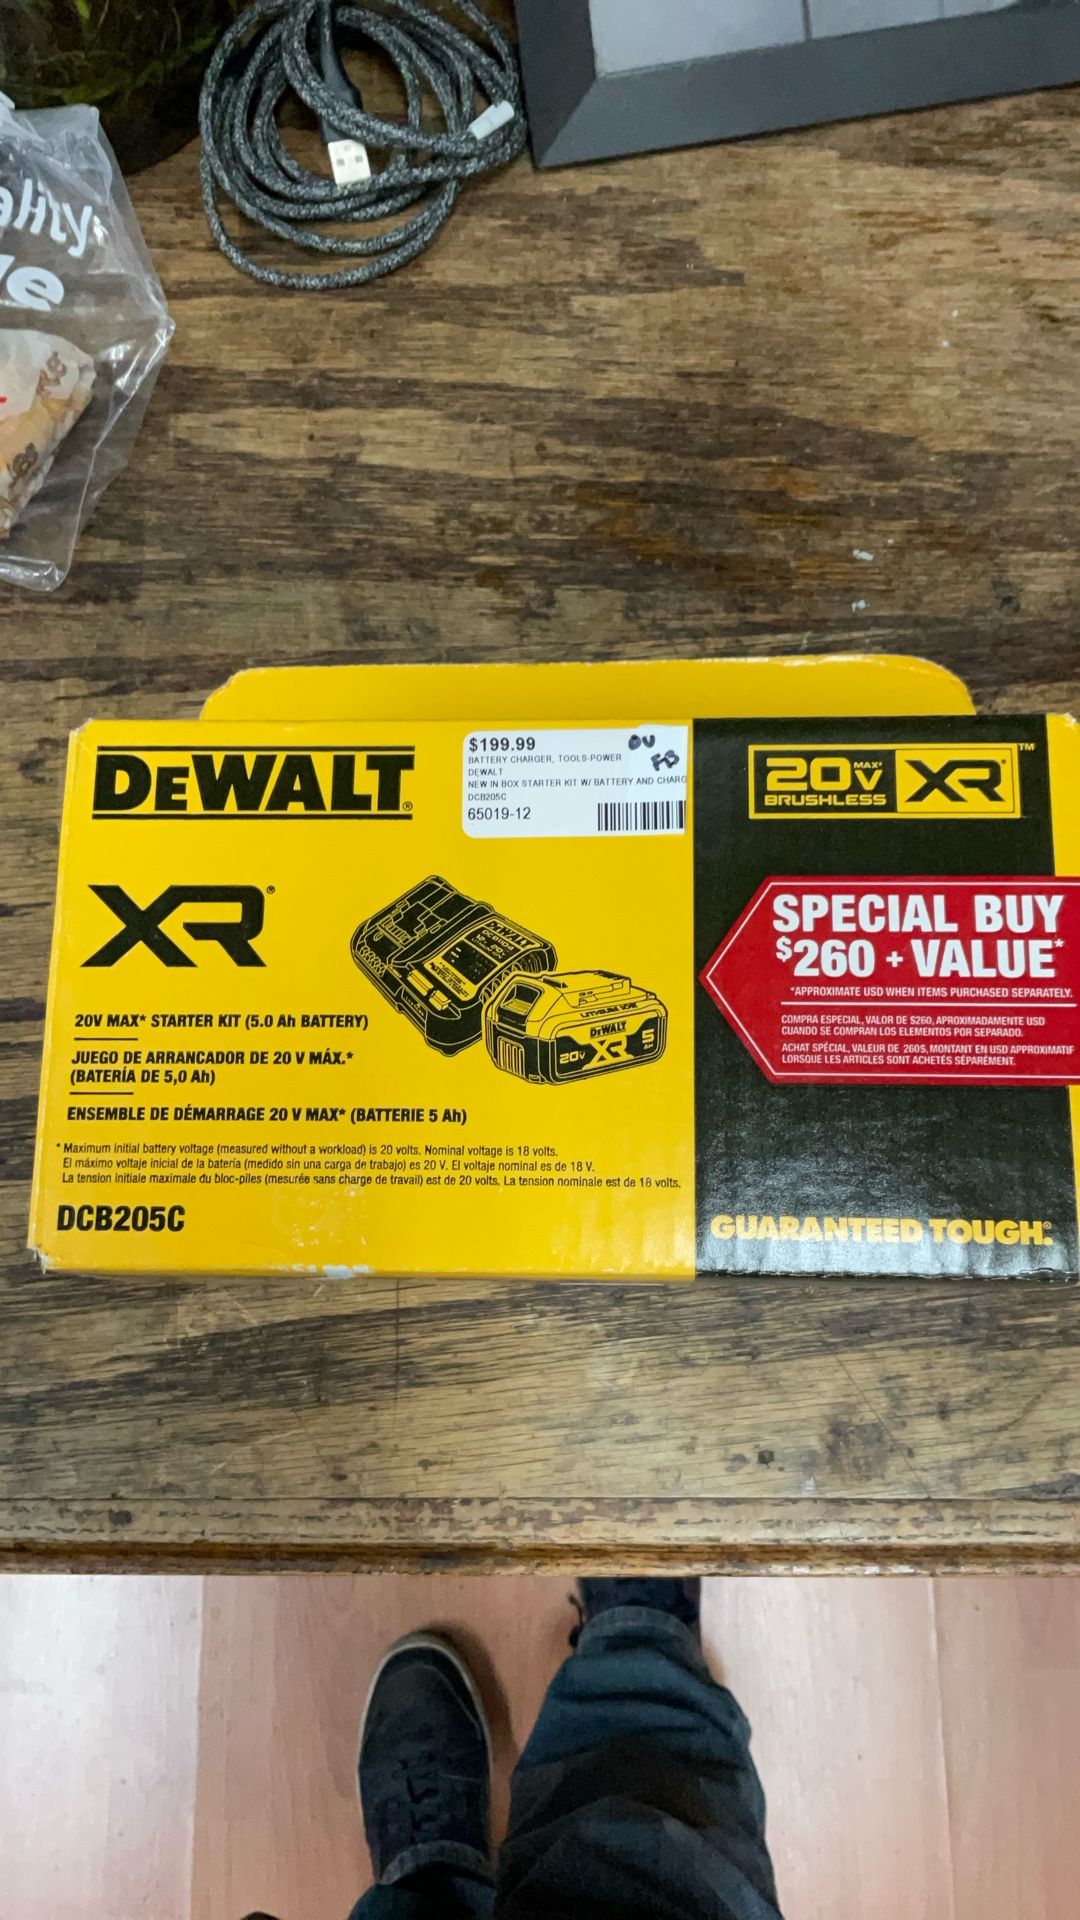 DEWALT®
$199.99
BATTERY CHARGER, TOOLS-POWER
DEWALT
NEW IN BOX STARTER KIT W/ BATTERY AND CHARG
DCB205C
65019-12
20V MAX* XR™
BRUSHLESS
XR®
DEWALT
LITHIUM ION
DEWALT
20V XR 5 Ah
20V MAX* STARTER KIT (5.0 Ah BATTERY)
JUEGO DE ARRANCADOR DE 20 V MÁX.*
(BATERÍA DE 5,0 Ah)
ENSEMBLE DE DÉMARRAGE 20 V MAX* (BATTERIE 5 Ah)
* Maximum initial battery voltage (measured without a workload) is 20 volts. Nominal voltage is 18 volts.
El máximo voltaje inicial de la batería (medido sin una carga de trabajo) es 20 V. El voltaje nominal es de 18 V.
La tension initiale maximale du bloc-piles (mesurée sans charge de travail) est de 20 volts. La tension nominale est de 18 volts.
DCB205C
SPECIAL BUY
$260 + VALUE*
*APPROXIMATE USD WHEN ITEMS PURCHASED SEPARATELY.
COMPRA ESPECIAL, VALOR DE $260, APROXIMADAMENTE USD
CUANDO SE COMPRAN LOS ELEMENTOS POR SEPARADO.
ACHAT SPÉCIAL, VALEUR DE 260$, MONTANT EN USD APPROXIMATIF
LORSQUE LES ARTICLES SONT ACHETÉS SÉPARÉMENT.
GUARANTEED TOUGH®